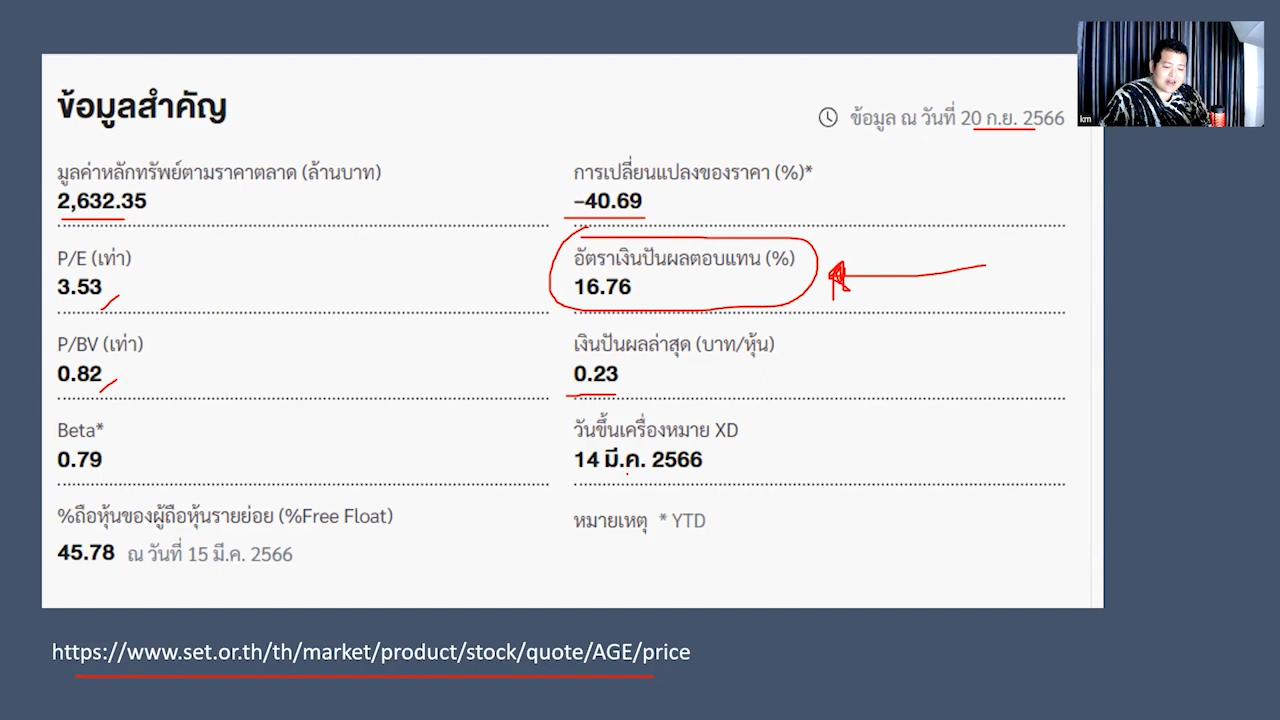 ข้อมูลสำคัญ
ข้อมูล ณ วันที่ 20 ก.ย. 2566
มูลค่าหลักทรัพย์ตามราคาตลาด (ล้านบาท)
2,632.35
การเปลี่ยนแปลงของราคา (%)*
-40.69
P/E (เท่า)
3.53
อัตราเงินปันผลตอบแทน (%)
16.76
P/BV (เท่า)
0.82
เงินปันผลล่าสุด (บาท/หุ้น)
0.23
Beta*
0.79
วันขึ้นเครื่องหมาย XD
14 มี.ค. 2566
%ถือหุ้นของผู้ถือหุ้นรายย่อย (%Free Float)
45.78 ณ วันที่ 15 มี.ค. 2566
หมายเหตุ * YTD
https://www.set.or.th/th/market/product/stock/quote/AGE/price
km